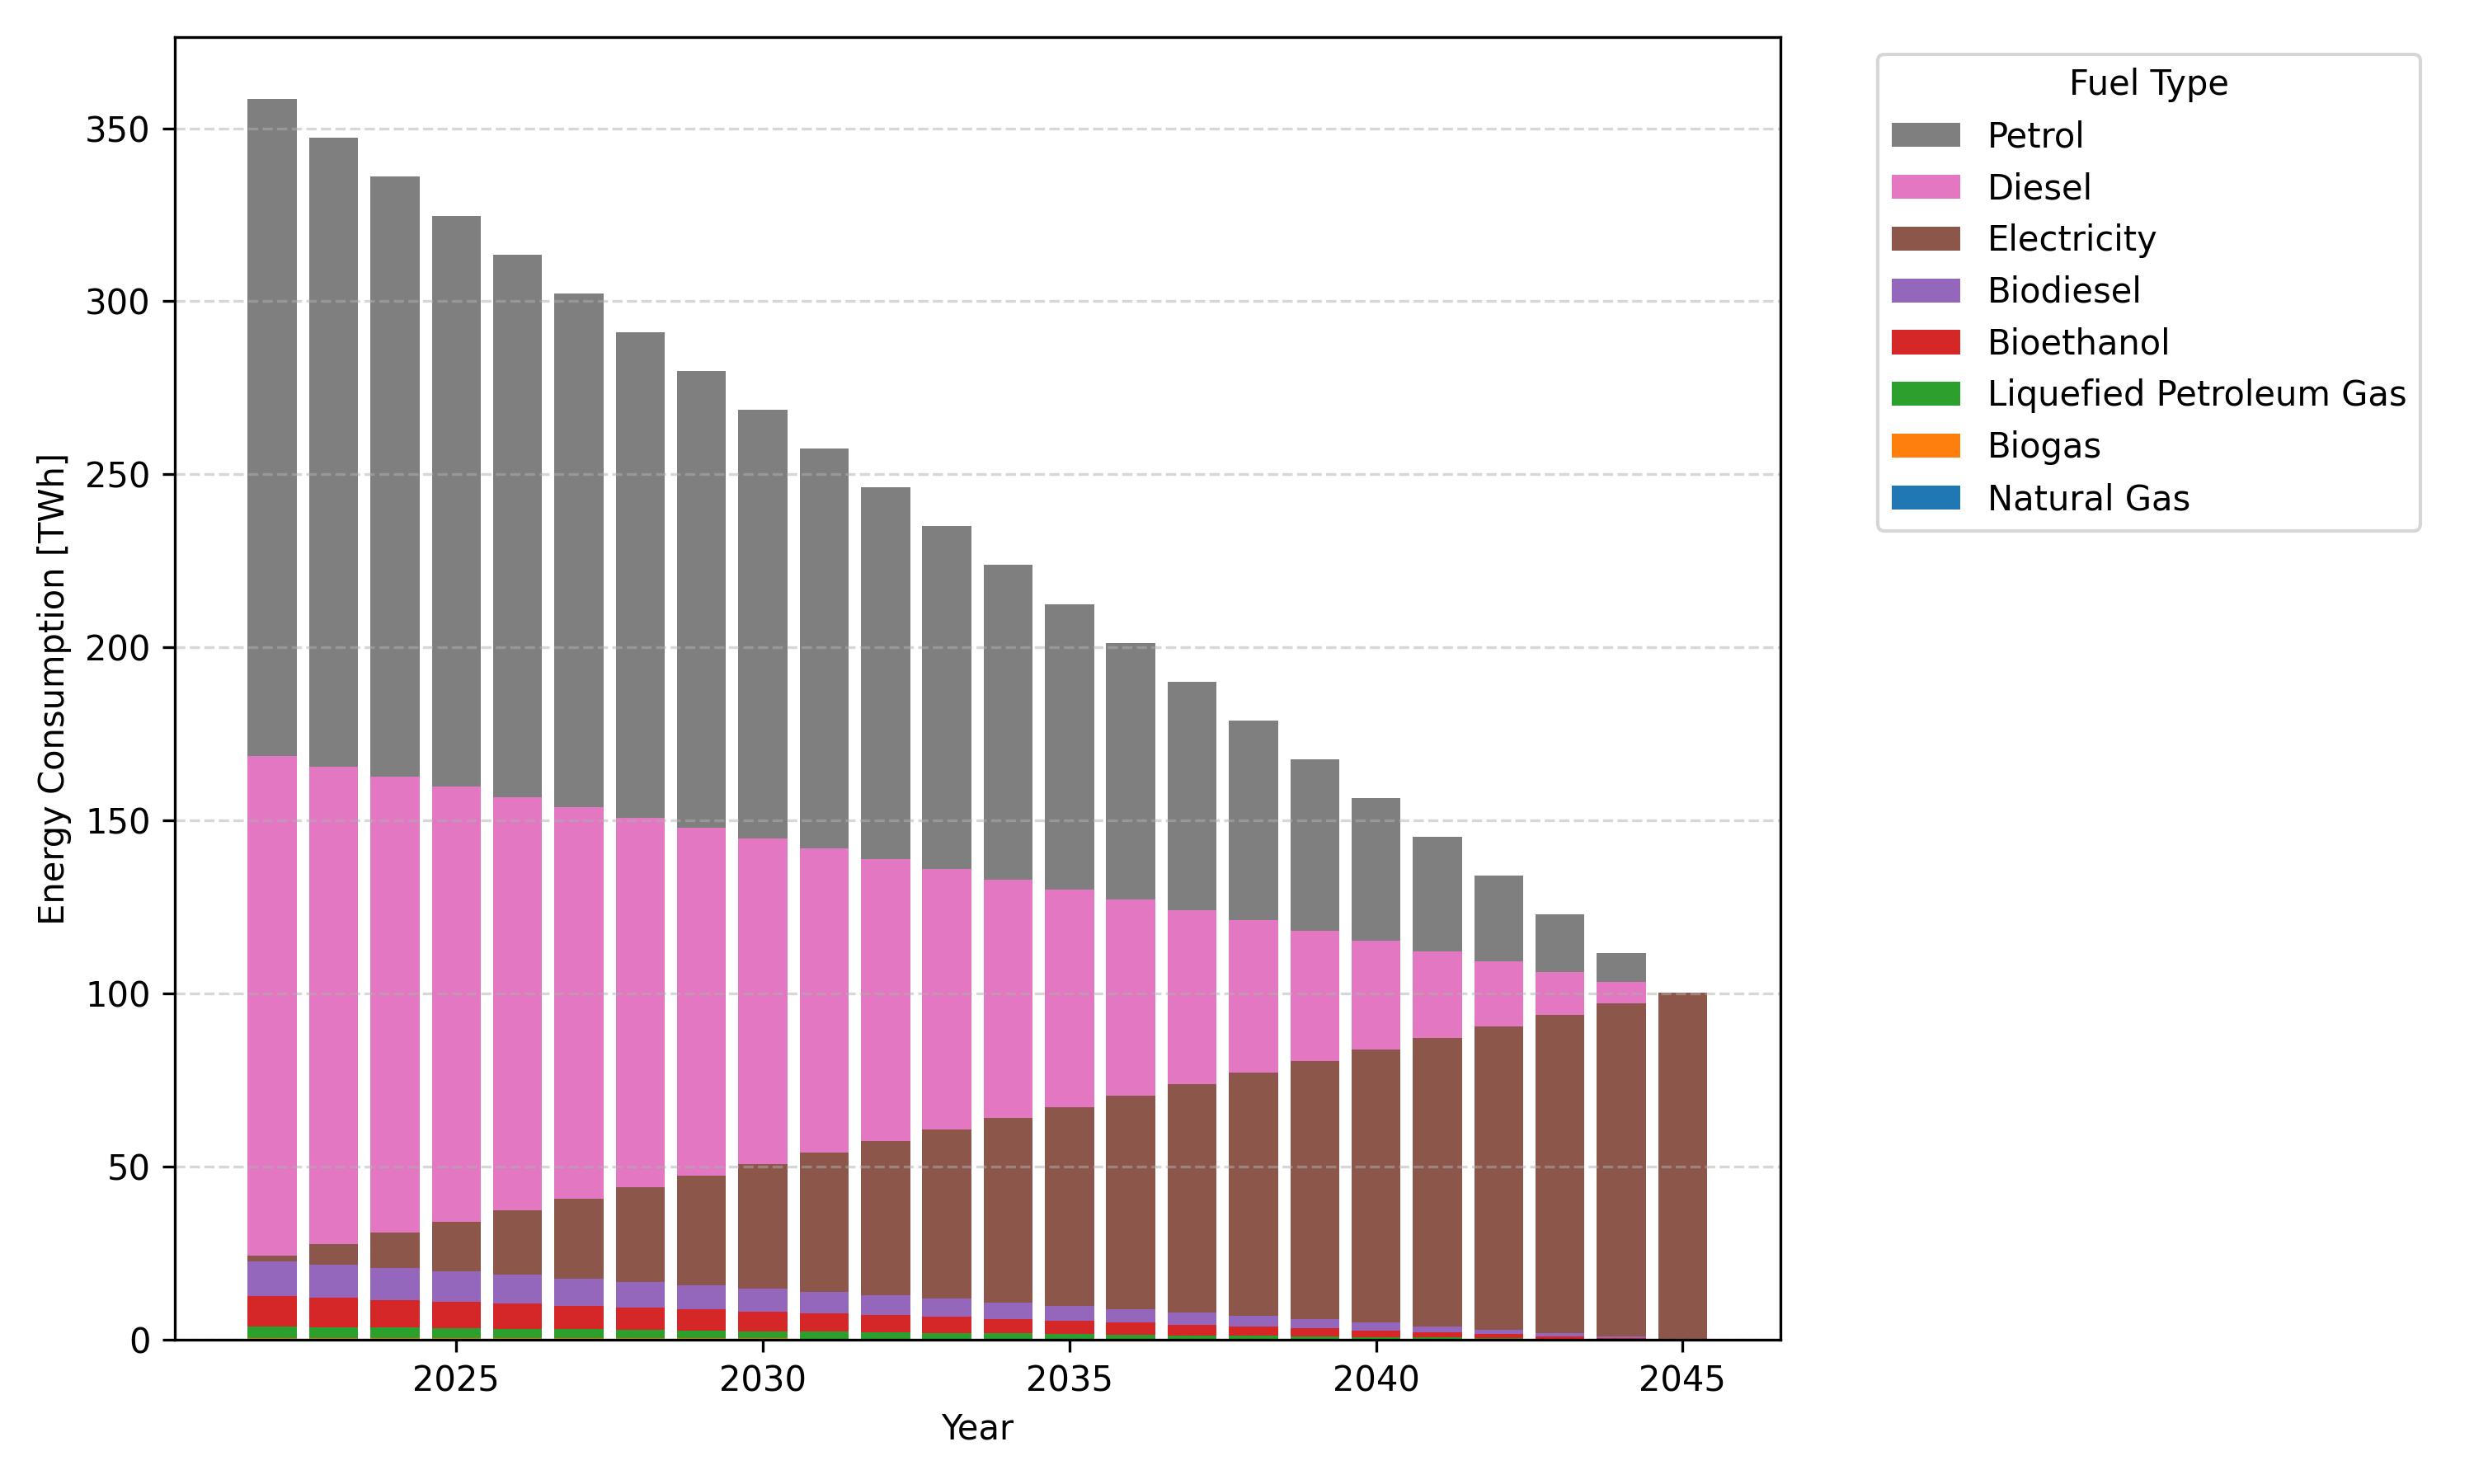 Fuel Type
Petrol
Diesel
Electricity
Biodiesel
Bioethanol
Liquefied Petroleum Gas
Biogas
Natural Gas
Energy Consumption [TWh]
350
300
250
200
150
100
50
0
2025 2030 2035 2040 2045
Year